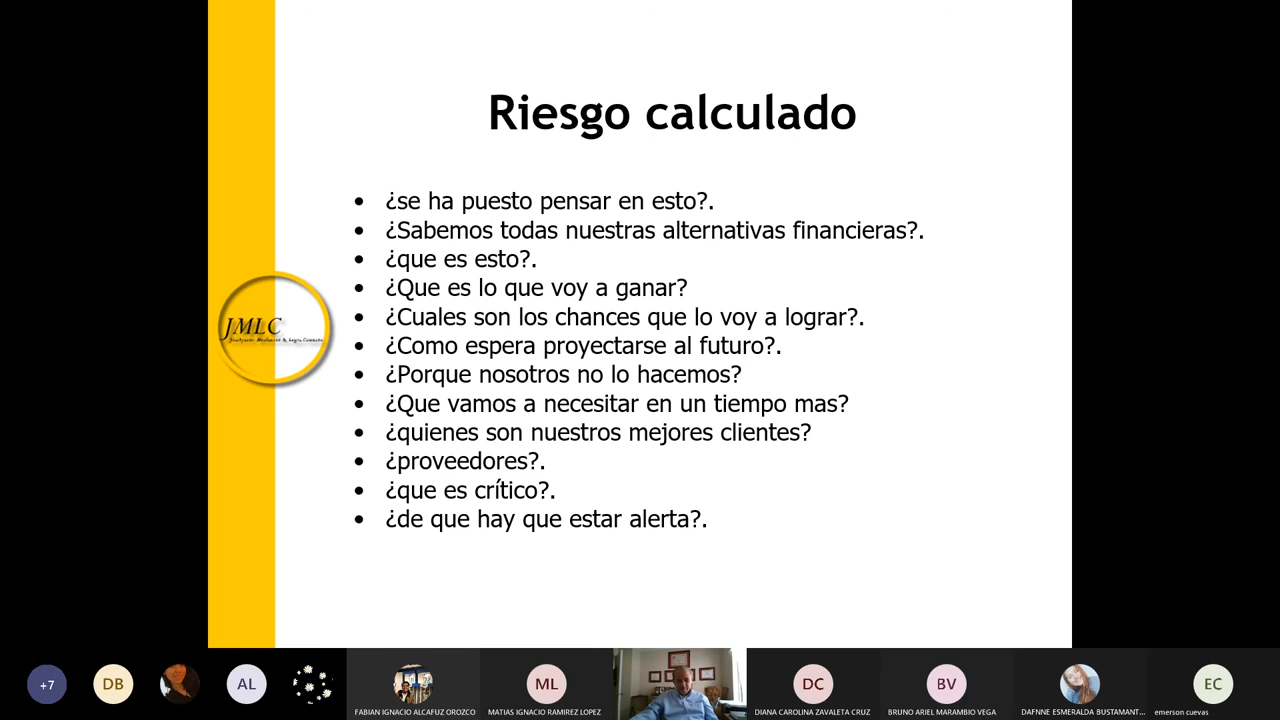 Riesgo calculado
• ¿se ha puesto pensar en esto?.
• ¿Sabemos todas nuestras alternativas financieras?.
• ¿que es esto?.
• ¿Que es lo que voy a ganar?
• ¿Cuales son los chances que lo voy a lograr?.
• ¿Como espera proyectarse al futuro?.
• ¿Porque nosotros no lo hacemos?
• ¿Que vamos a necesitar en un tiempo mas?
• ¿quienes son nuestros mejores clientes?
• ¿proveedores?.
• ¿que es crítico?.
• ¿de que hay que estar alerta?.
JMLC
+7
DB
AL
FABIAN IGNACIO ALCAFUZ OROZCO
ML
MATIAS IGNACIO RAMIREZ LOPEZ
DC
DIANA CAROLINA ZAVALETA CRUZ
BV
BRUNO ARIEL MARAMBIO VEGA
DAFNNE ESMERALDA BUSTAMANT...
EC
emerson cuevas